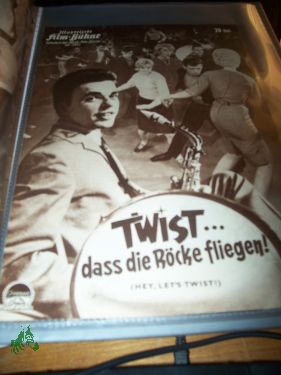 Illustrierte
Film-Bühne
TWIST...
dass die Röcke fliegen!
(HEY, LET'S TWIST!)